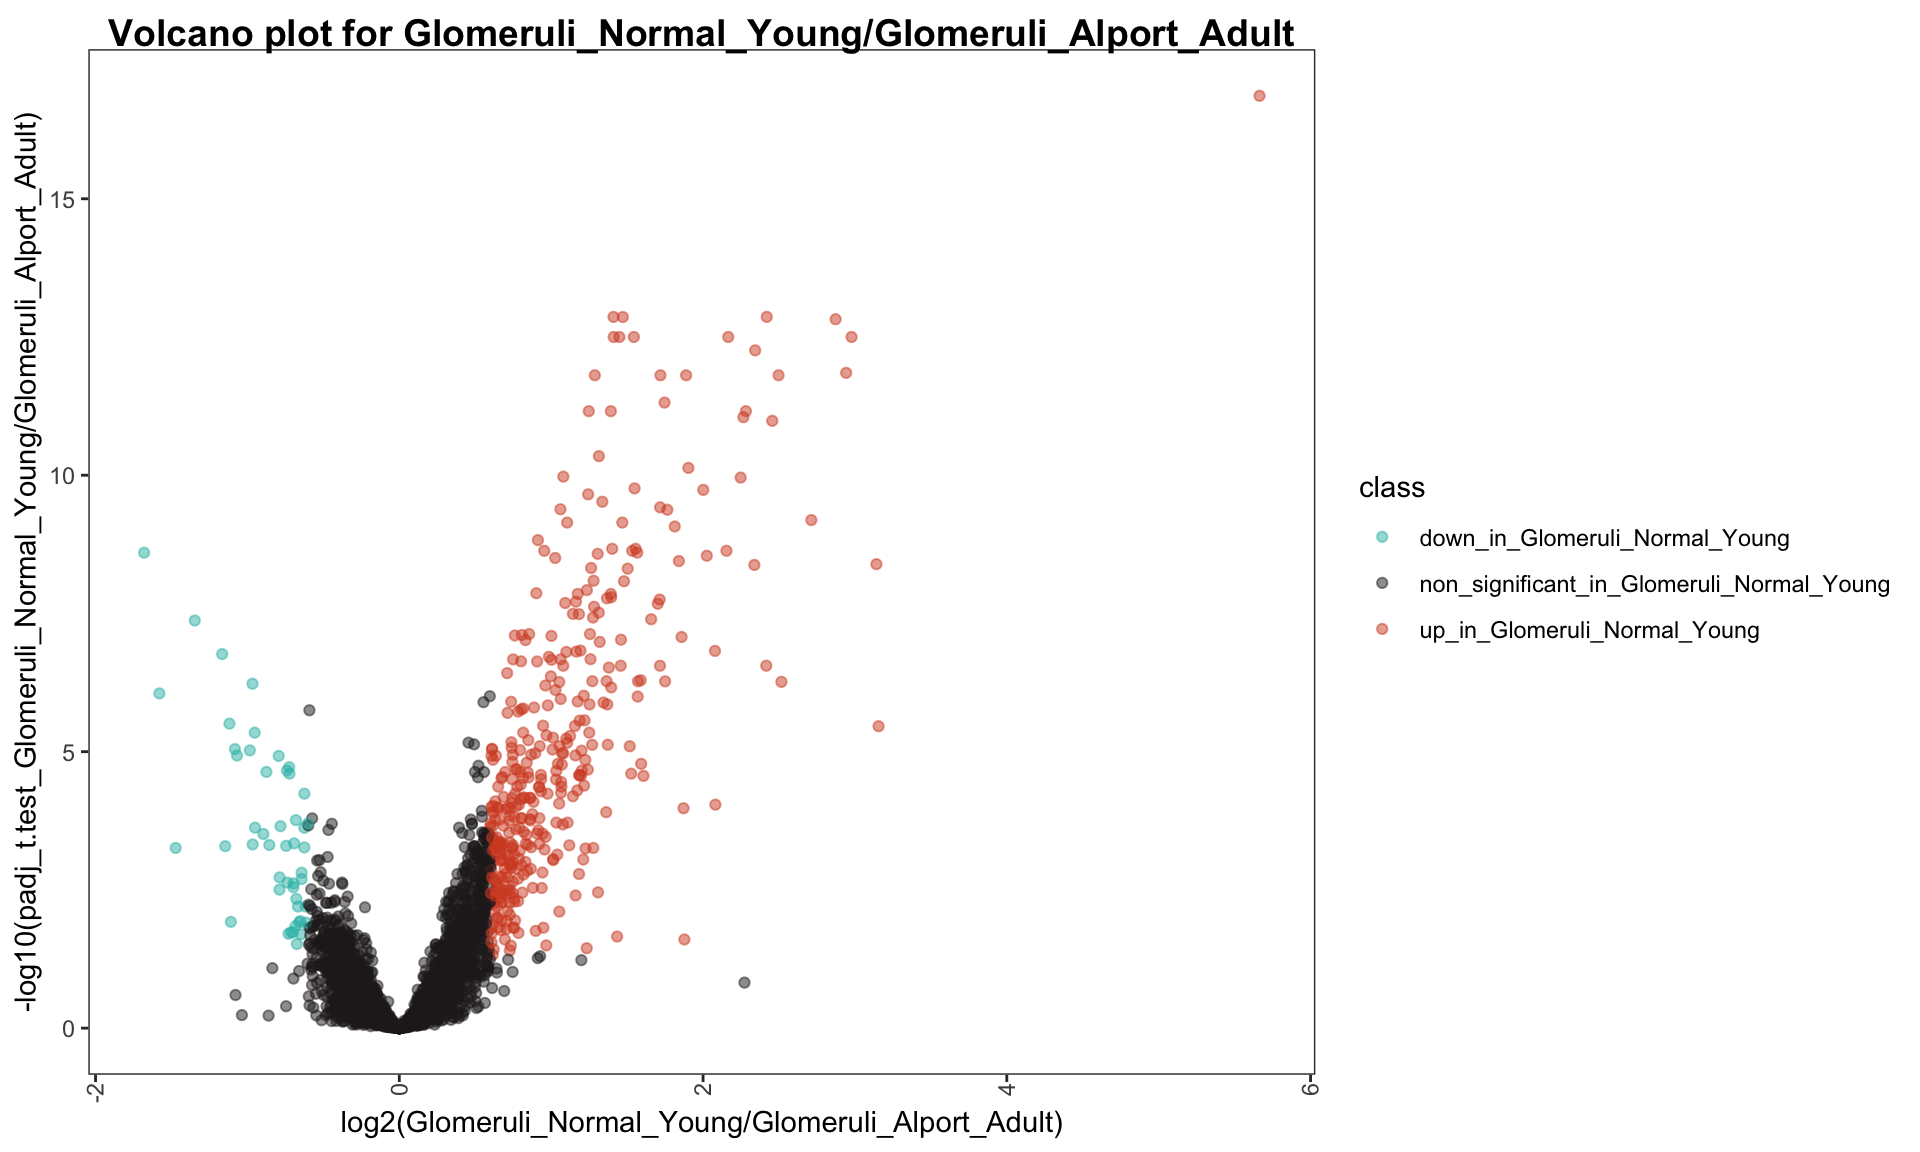 Volcano plot for Glomeruli_Normal_Young/Glomeruli_Alport_Adult
-log10(padj_t.test_Glomeruli_Normal_Young/Glomeruli_Alport_Adult)
15
10
5
0
-2
0
2
4
6
log2(Glomeruli_Normal_Young/Glomeruli_Alport_Adult)
class
down_in_Glomeruli_Normal_Young
non_significant_in_Glomeruli_Normal_Young
up_in_Glomeruli_Normal_Young